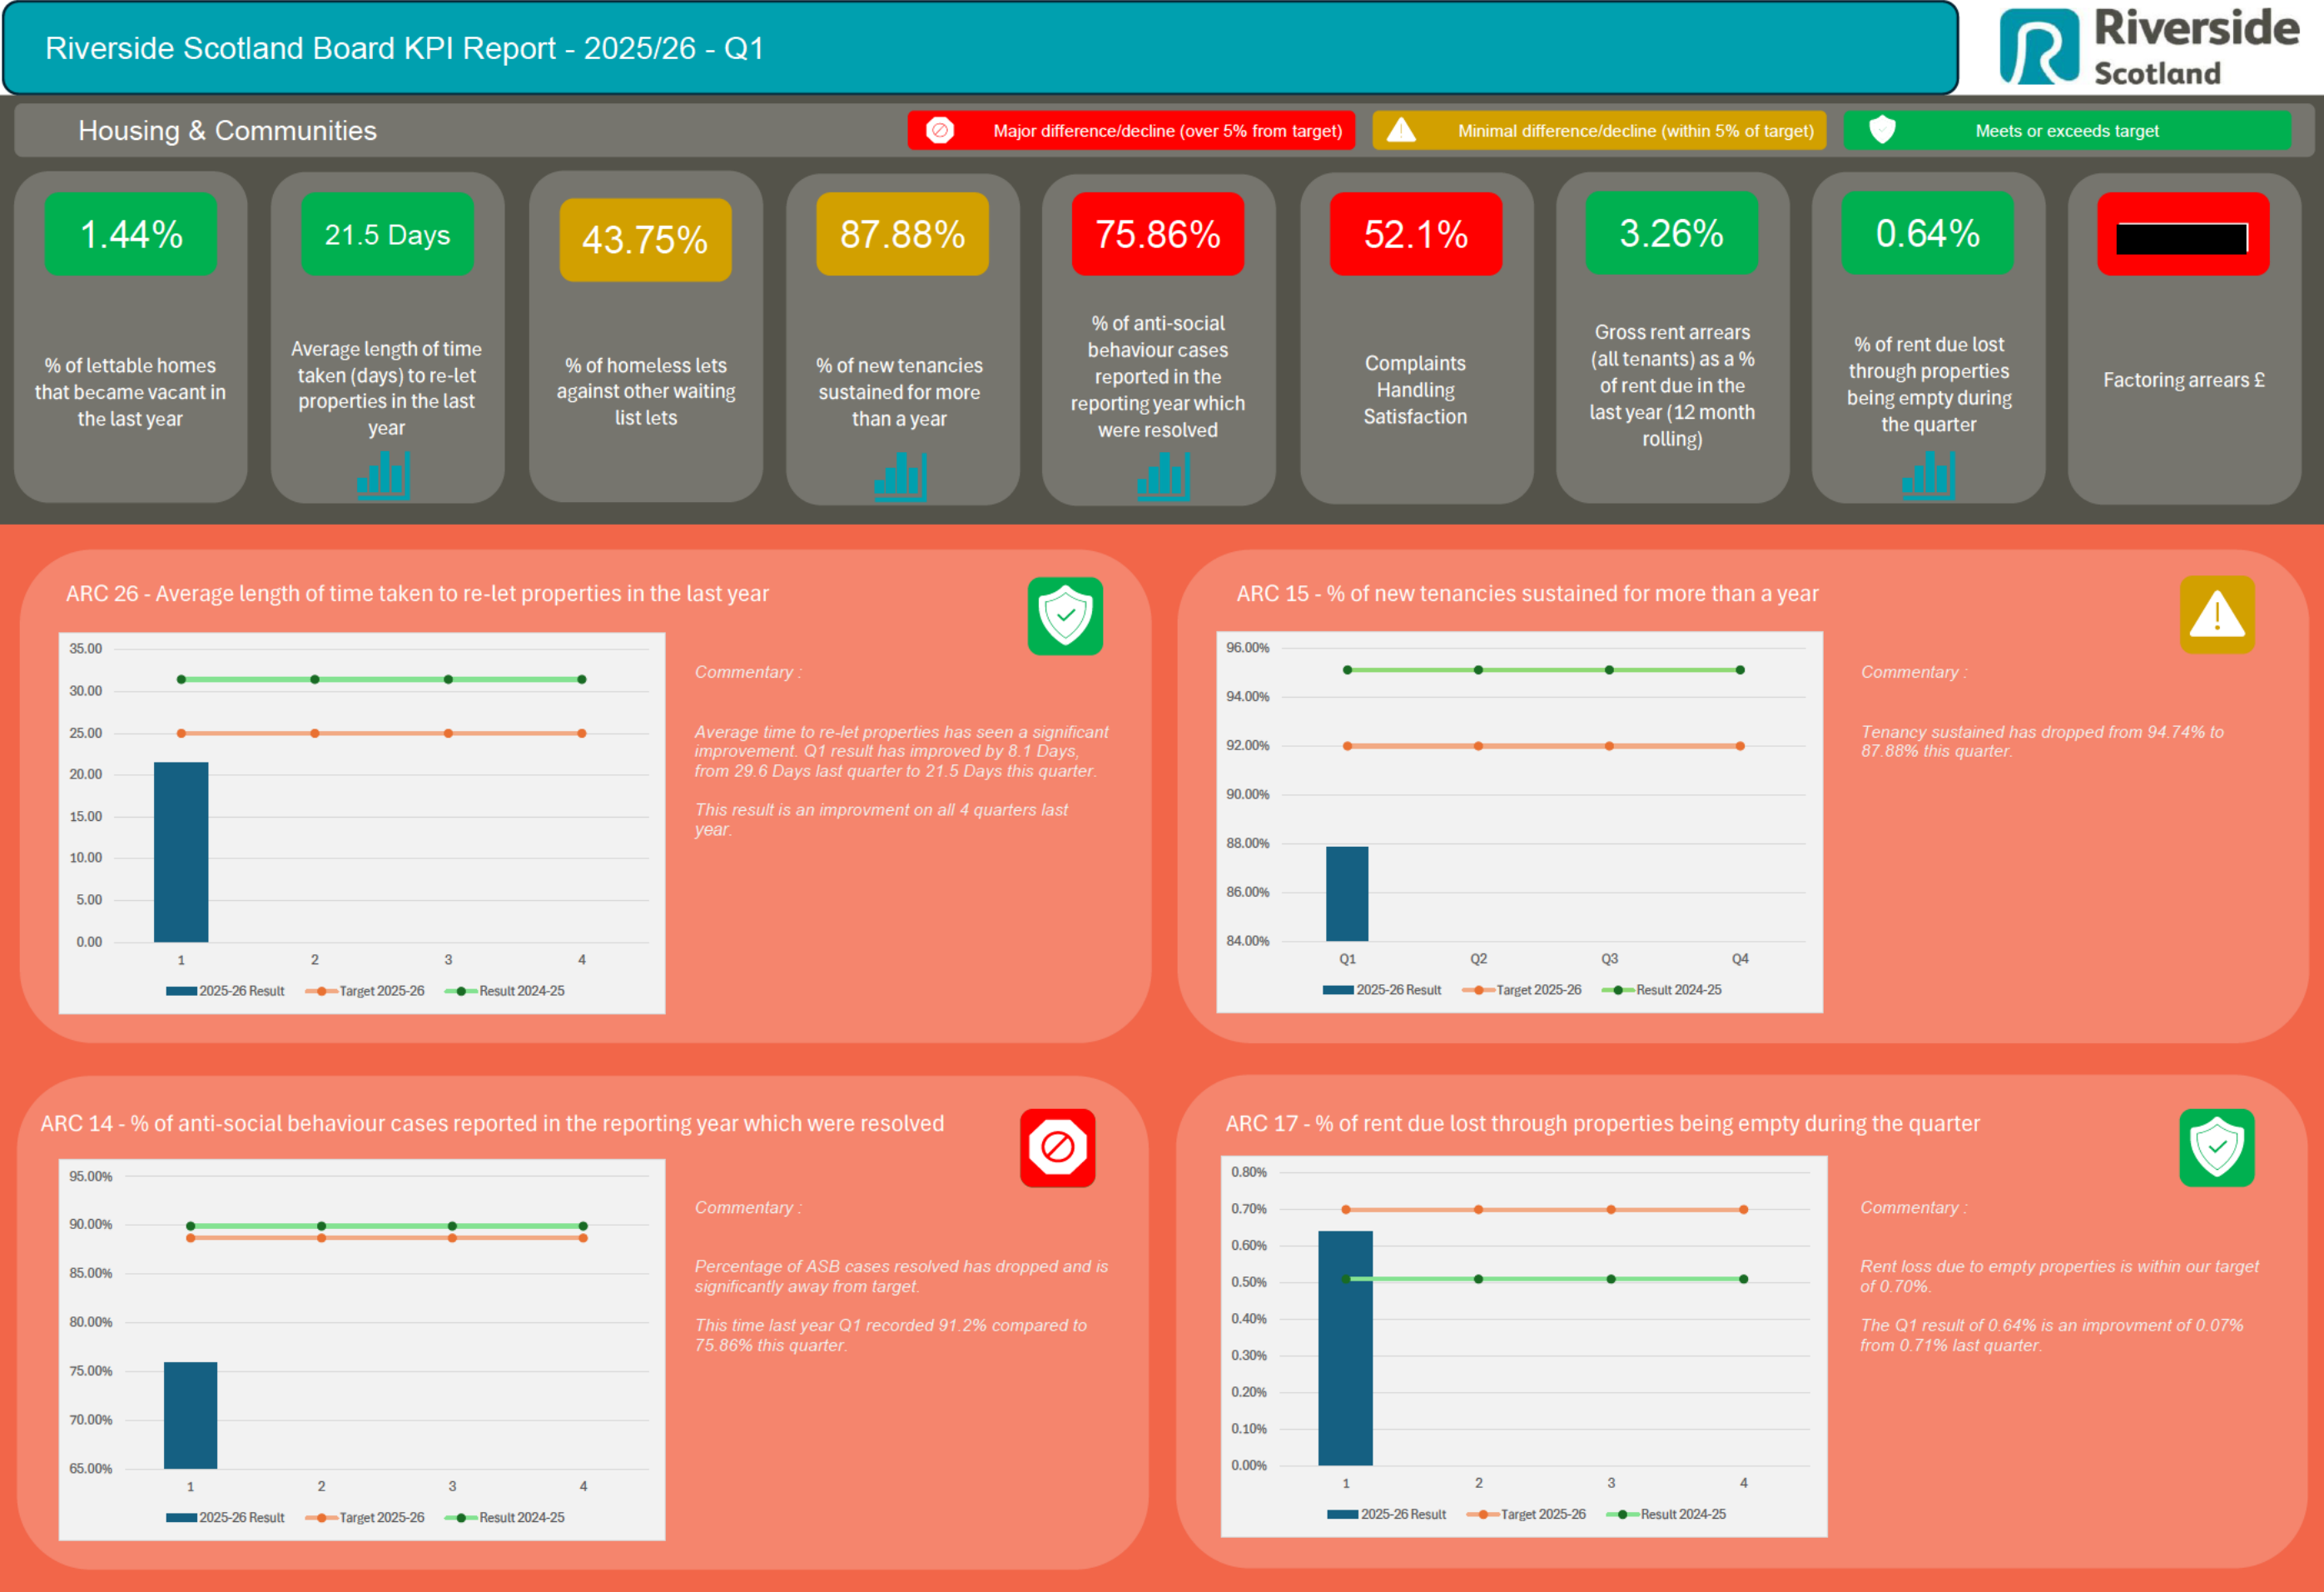 Riverside Scotland Board KPI Report - 2025/26 - Q1
Riverside
Scotland
Housing & Communities
Major difference/decline (over 5% from target)
Minimal difference/decline (within 5% of target)
Meets or exceeds target
1.44%
% of lettable homes
that became vacant in
the last year
21.5 Days
Average length of time
taken (days) to re-let
properties in the last
year
43.75%
% of homeless lets
against other waiting
list lets
87.88%
% of new tenancies
sustained for more
than a year
75.86%
% of anti-social
behaviour cases
reported in the
reporting year which
were resolved
52.1%
Complaints
Handling
Satisfaction
3.26%
Gross rent arrears
(all tenants) as a %
of rent due in the
last year (12 month
rolling)
0.64%
% of rent due lost
through properties
being empty during
the quarter
Factoring arrears £
ARC 26 - Average length of time taken to re-let properties in the last year
35.00
30.00
25.00
20.00
15.00
10.00
5.00
0.00
1 2 3 4
2025-26 Result Target 2025-26 Result 2024-25
Commentary :
Average time to re-let properties has seen a significant
improvement. Q1 result has improved by 8.1 Days,
from 29.6 Days last quarter to 21.5 Days this quarter.
This result is an improvment on all 4 quarters last
year.
ARC 15 - % of new tenancies sustained for more than a year
96.00%
94.00%
92.00%
90.00%
88.00%
86.00%
84.00%
Q1 Q2 Q3 Q4
2025-26 Result Target 2025-26 Result 2024-25
Commentary :
Tenancy sustained has dropped from 94.74% to
87.88% this quarter.
ARC 14 - % of anti-social behaviour cases reported in the reporting year which were resolved
95.00%
90.00%
85.00%
80.00%
75.00%
70.00%
65.00%
1 2 3 4
2025-26 Result Target 2025-26 Result 2024-25
Commentary :
Percentage of ASB cases resolved has dropped and is
significantly away from target.
This time last year Q1 recorded 91.2% compared to
75.86% this quarter.
ARC 17 - % of rent due lost through properties being empty during the quarter
0.80%
0.70%
0.60%
0.50%
0.40%
0.30%
0.20%
0.10%
0.00%
1 2 3 4
2025-26 Result Target 2025-26 Result 2024-25
Commentary :
Rent loss due to empty properties is within our target
of 0.70%.
The Q1 result of 0.64% is an improvment of 0.07%
from 0.71% last quarter.